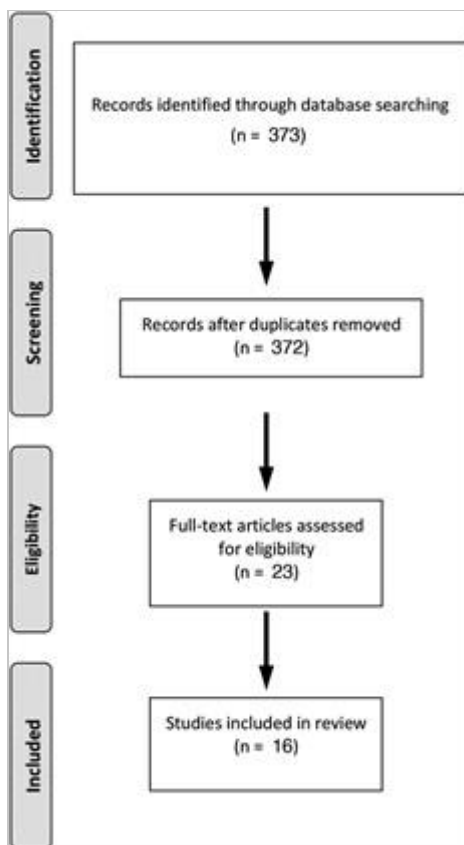 Identification
Records identified through database searching
(n = 373)
Screening
Records after duplicates removed
(n = 372)
Eligibility
Full-text articles assessed
for eligibility
(n = 23)
Included
Studies included in review
(n = 16)